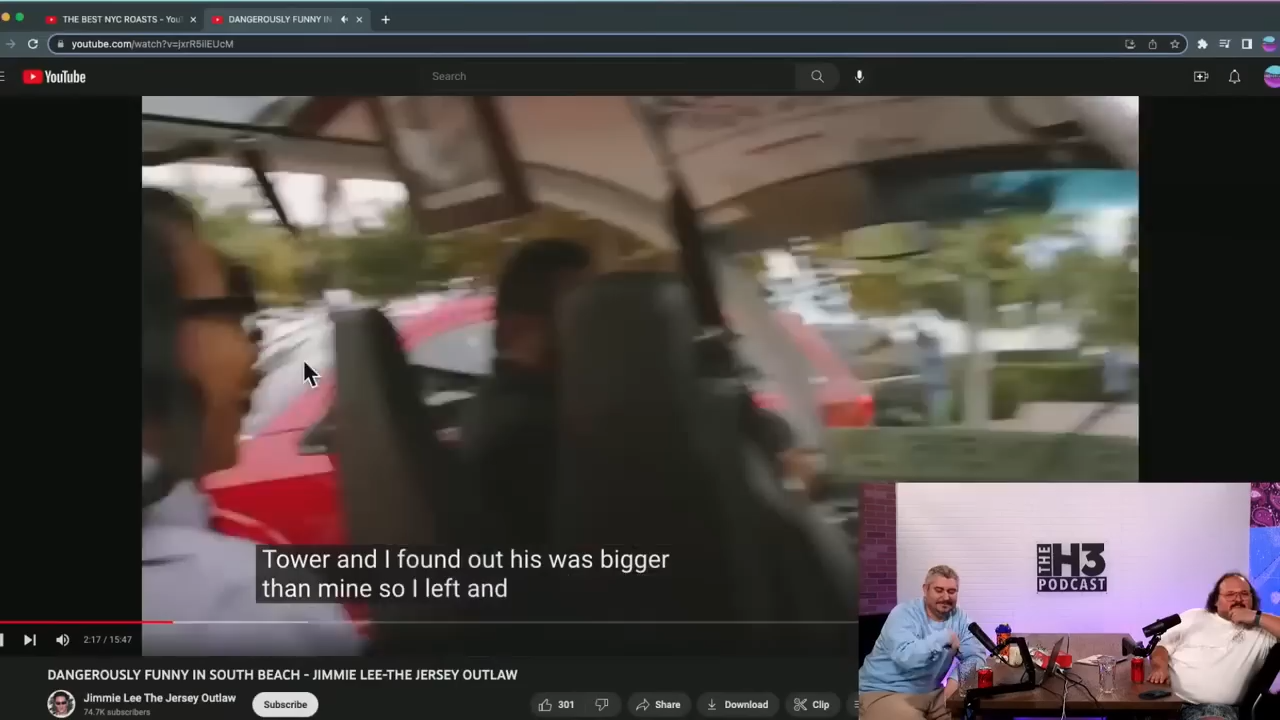 THE BEST NYC ROASTS - You
DANGEROUSLY FUNNY IN
youtube.com/watch?v=jxrR5ilEUcM
YouTube
Search
Tower and I found out his was bigger
than mine so I left and
2:17 / 15:47
THE H3
PODCAST
DANGEROUSLY FUNNY IN SOUTH BEACH - JIMMIE LEE-THE JERSEY OUTLAW
Jimmie Lee The Jersey Outlaw
74.7K subscribers
Subscribe
301
Share
Download
Clip